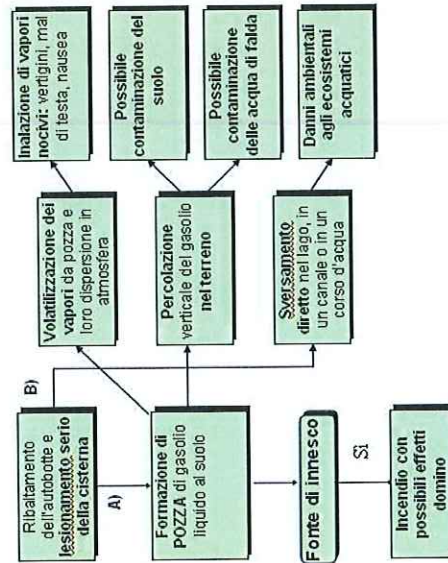 Ribaltamento
dell'autobotte e
lesionamento serio
della cisterna
A)
B)
Formazione di
POZZA di gasolio
liquido al suolo
Fonte di innesco
Si
Incendio con
possibili effetti
domino
Volatilizzazione dei
vapori da pozza e
loro dispersione in
atmosfera
Percolazione
verticale del gasolio
nel terreno
Sversamento
diretto nel lago, in
un canale o in un
corso d'acqua
Inalazione di vapori
nocivi: vertigini, mal
di testa, nausea
Possibile
contaminazione del
suolo
Possibile
contaminazione
delle acqua di falda
Danni ambientali
agli ecosistemi
acquatici